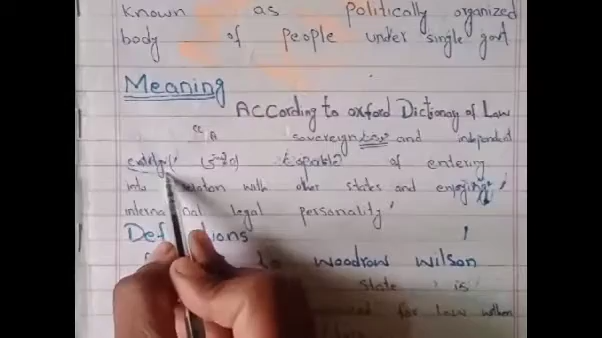 known as politically organized
body of people under single govt
Meaning
According to oxford Dictionary of Law
“A sovereign and independent
entity' capable of entering
into relation with other states and enjoying
international legal personality'
Definitions
to woodrow wilson
state is
for law within